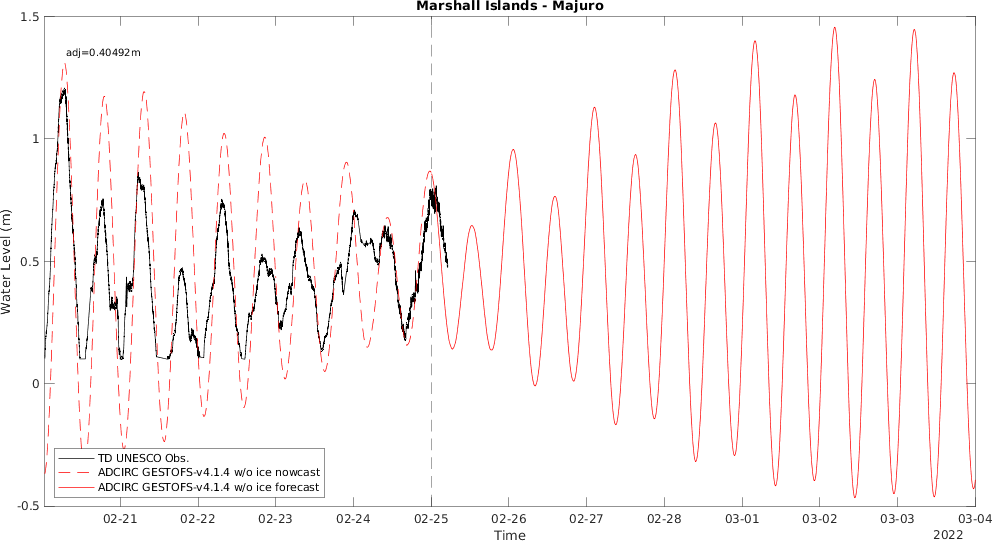 Marshall Islands - Majuro
adj=0.40492m
Water Level (m)
1.5
1
0.5
0
-0.5
TD UNESCO Obs.
ADCIRC GESTOFS-v4.1.4 w/o ice nowcast
ADCIRC GESTOFS-v4.1.4 w/o ice forecast
02-21 02-22 02-23 02-24 02-25 02-26 02-27 02-28 03-01 03-02 03-03 03-04
Time
2022